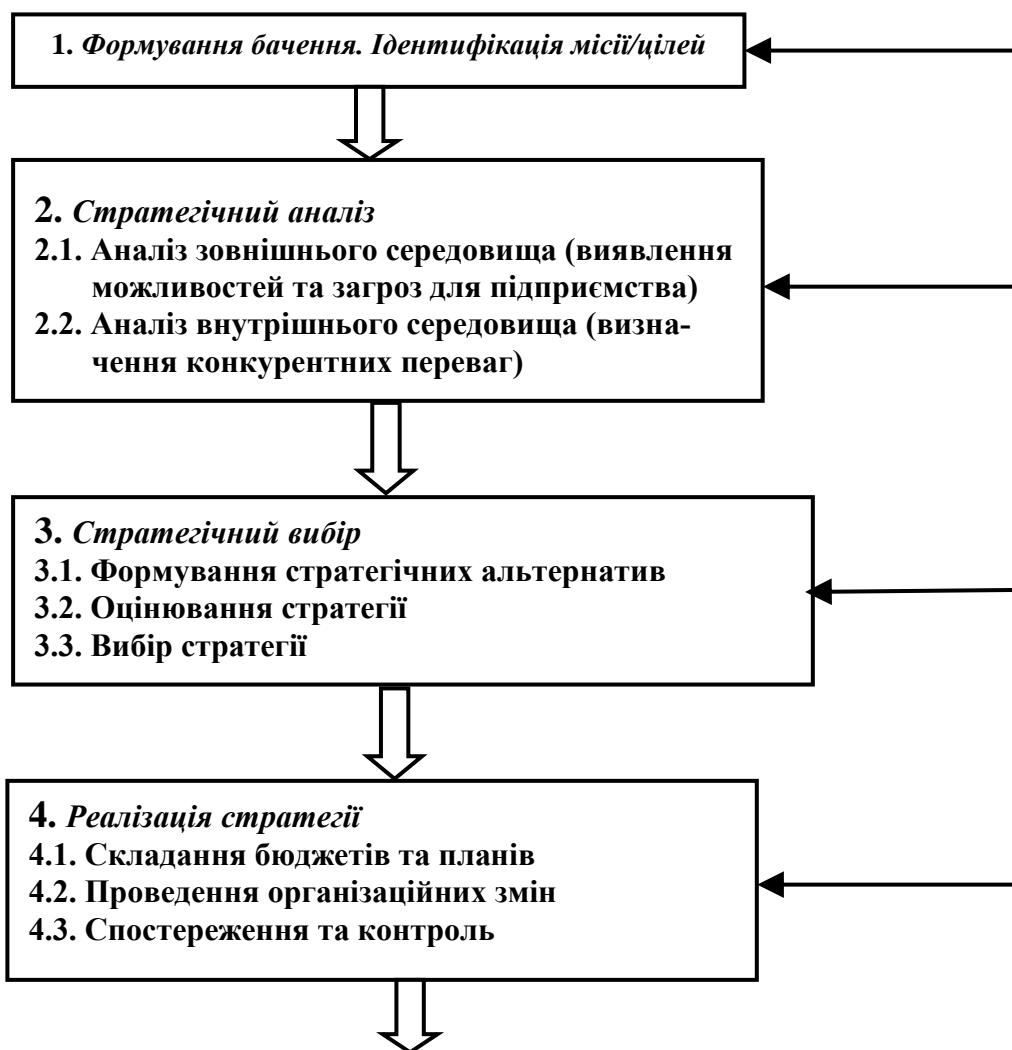 1. Формування бачення. Ідентифікація місії/цілей
2. Стратегічний аналіз
2.1. Аналіз зовнішнього середовища (виявлення
можливостей та загроз для підприємства)
2.2. Аналіз внутрішнього середовища (визна-
чення конкурентних переваг)
3. Стратегічний вибір
3.1. Формування стратегічних альтернатив
3.2. Оцінювання стратегії
3.3. Вибір стратегії
4. Реалізація стратегії
4.1. Складання бюджетів та планів
4.2. Проведення організаційних змін
4.3. Спостереження та контроль